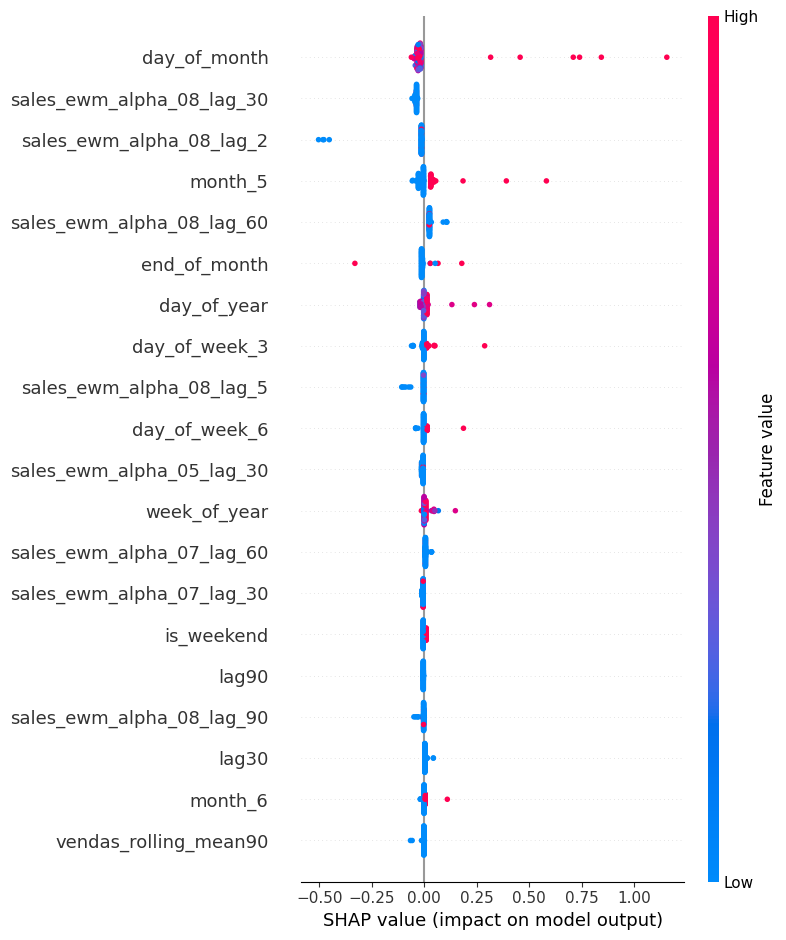 High
day_of_month
sales_ewm_alpha_08_lag_30
sales_ewm_alpha_08_lag_2
month_5
sales_ewm_alpha_08_lag_60
end_of_month
day_of_year
day_of_week_3
sales_ewm_alpha_08_lag_5
day_of_week_6
sales_ewm_alpha_05_lag_30
week_of_year
sales_ewm_alpha_07_lag_60
sales_ewm_alpha_07_lag_30
is_weekend
lag90
sales_ewm_alpha_08_lag_90
lag30
month_6
vendas_rolling_mean90
Feature value
Low
−0.50 −0.25 0.00 0.25 0.50 0.75 1.00
SHAP value (impact on model output)